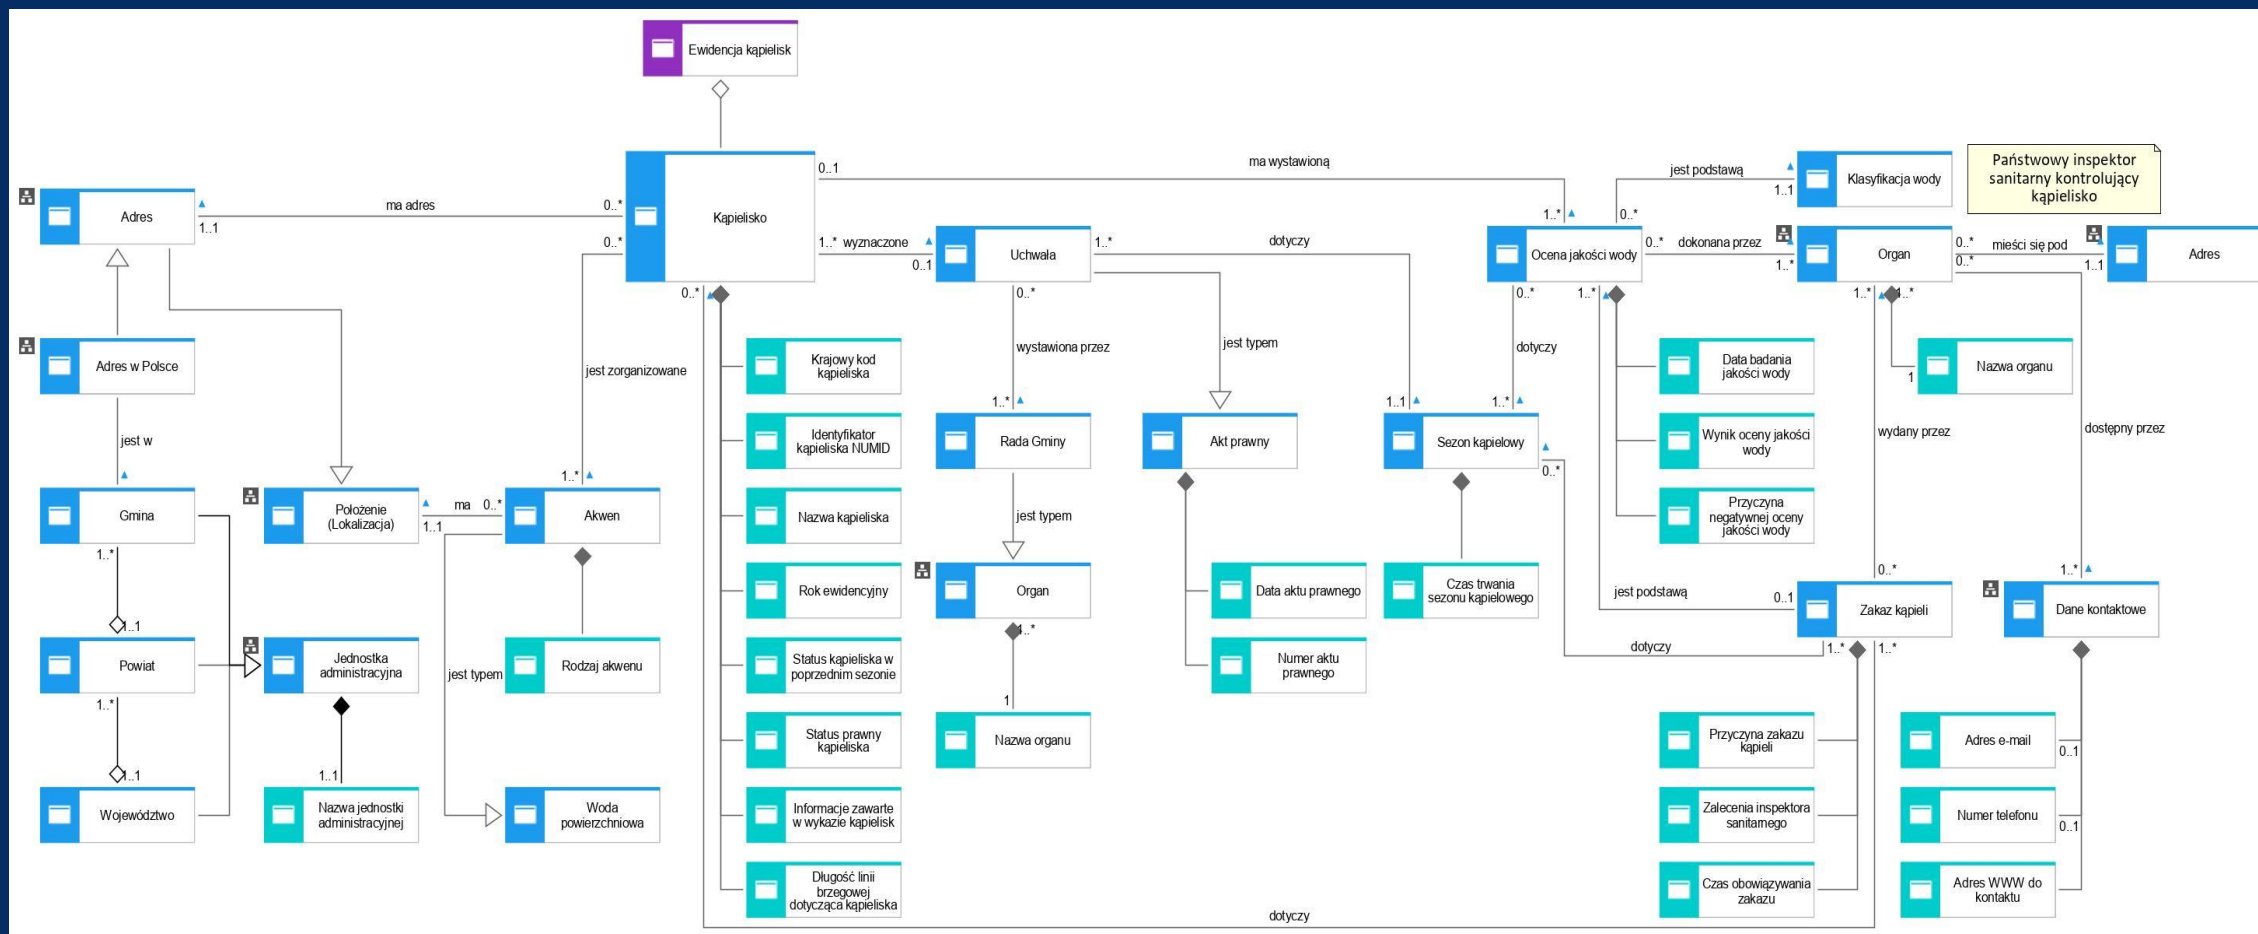 Ewidencja kąpielisk
Kąpielisko
0..1
ma wystawioną
jest podstawą
1..1
Klasyfikacja wody
Państwowy inspektor
sanitarny kontrolujący
kąpielisko
Adres
1..1
ma adres
0..*
0..*
1..*
wyznaczone
0..1
Uchwała
1..*
dotyczy
1..*
0..*
Ocena jakości wody
0..*
dokonana przez
1..*
Organ
0..*
0..*
mieści się pod
1..1
Adres
0..*
0..*
0..*
1..*
1..*
1..*
Adres w Polsce
jest zorganizowane
Krajowy kod
kąpieliska
wystawiona przez
jest typem
dotyczy
Data badania
jakości wody
1
Nazwa organu
jest w
1..*
Identyfikator
kąpieliska NUMID
1..*
Rada Gminy
Akt prawny
1..1
1..*
Sezon kąpielowy
0..*
Wynik oceny jakości
wody
wydany przez
dostępny przez
Gmina
Położenie
(Lokalizacja)
1..1
ma
0..*
Akwen
Nazwa kąpieliska
jest typem
Przyczyna
negatywnej oceny
jakości wody
1..*
1..1
Rok ewidencyjny
Organ
1..*
Data aktu prawnego
Czas trwania
sezonu kąpielowego
jest podstawą
0..1
0..*
Zakaz kąpieli
1..*
Dane kontaktowe
Powiat
Jednostka
administracyjna
jest typem
Rodzaj akwenu
Status kąpieliska w
poprzednim sezonie
Numer aktu
prawnego
dotyczy
1..*
1..*
1..*
1..1
1..1
Status prawny
kąpieliska
1
Nazwa organu
Przyczyna zakazu
kąpieli
Adres e-mail
0..1
Województwo
Nazwa jednostki
administracyjnej
Woda
powierzchniowa
Informacje zawarte
w wykazie kąpielisk
Zalecenia inspektora
sanitarnego
Numer telefonu
0..1
Długość linii
brzegowej
dotycząca kąpieliska
Czas obowiązywania
zakazu
Adres WWW do
kontaktu
dotyczy